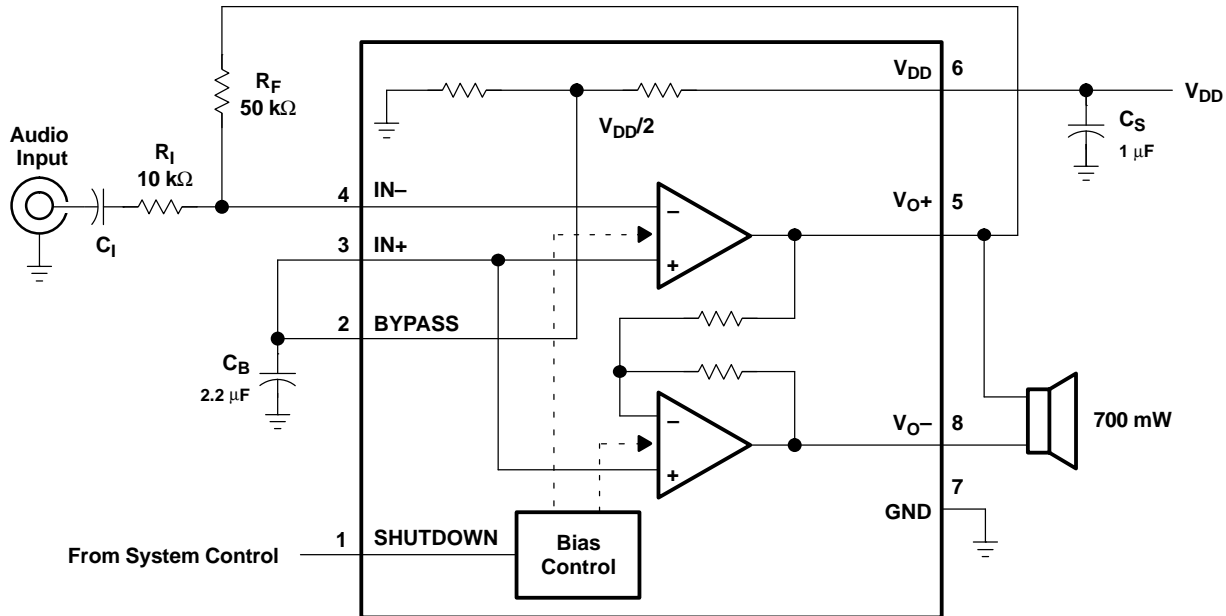 V_DD 6
R_F
50 kΩ
V_DD/2
V_DD
C_S
1 µF
Audio
Input
R_I
10 kΩ
C_I
4 IN–
V_O+ 5
−
+
3 IN+
2 BYPASS
C_B
2.2 µF
−
+
V_O– 8
700 mW
7
GND
From System Control
1 SHUTDOWN
Bias
Control